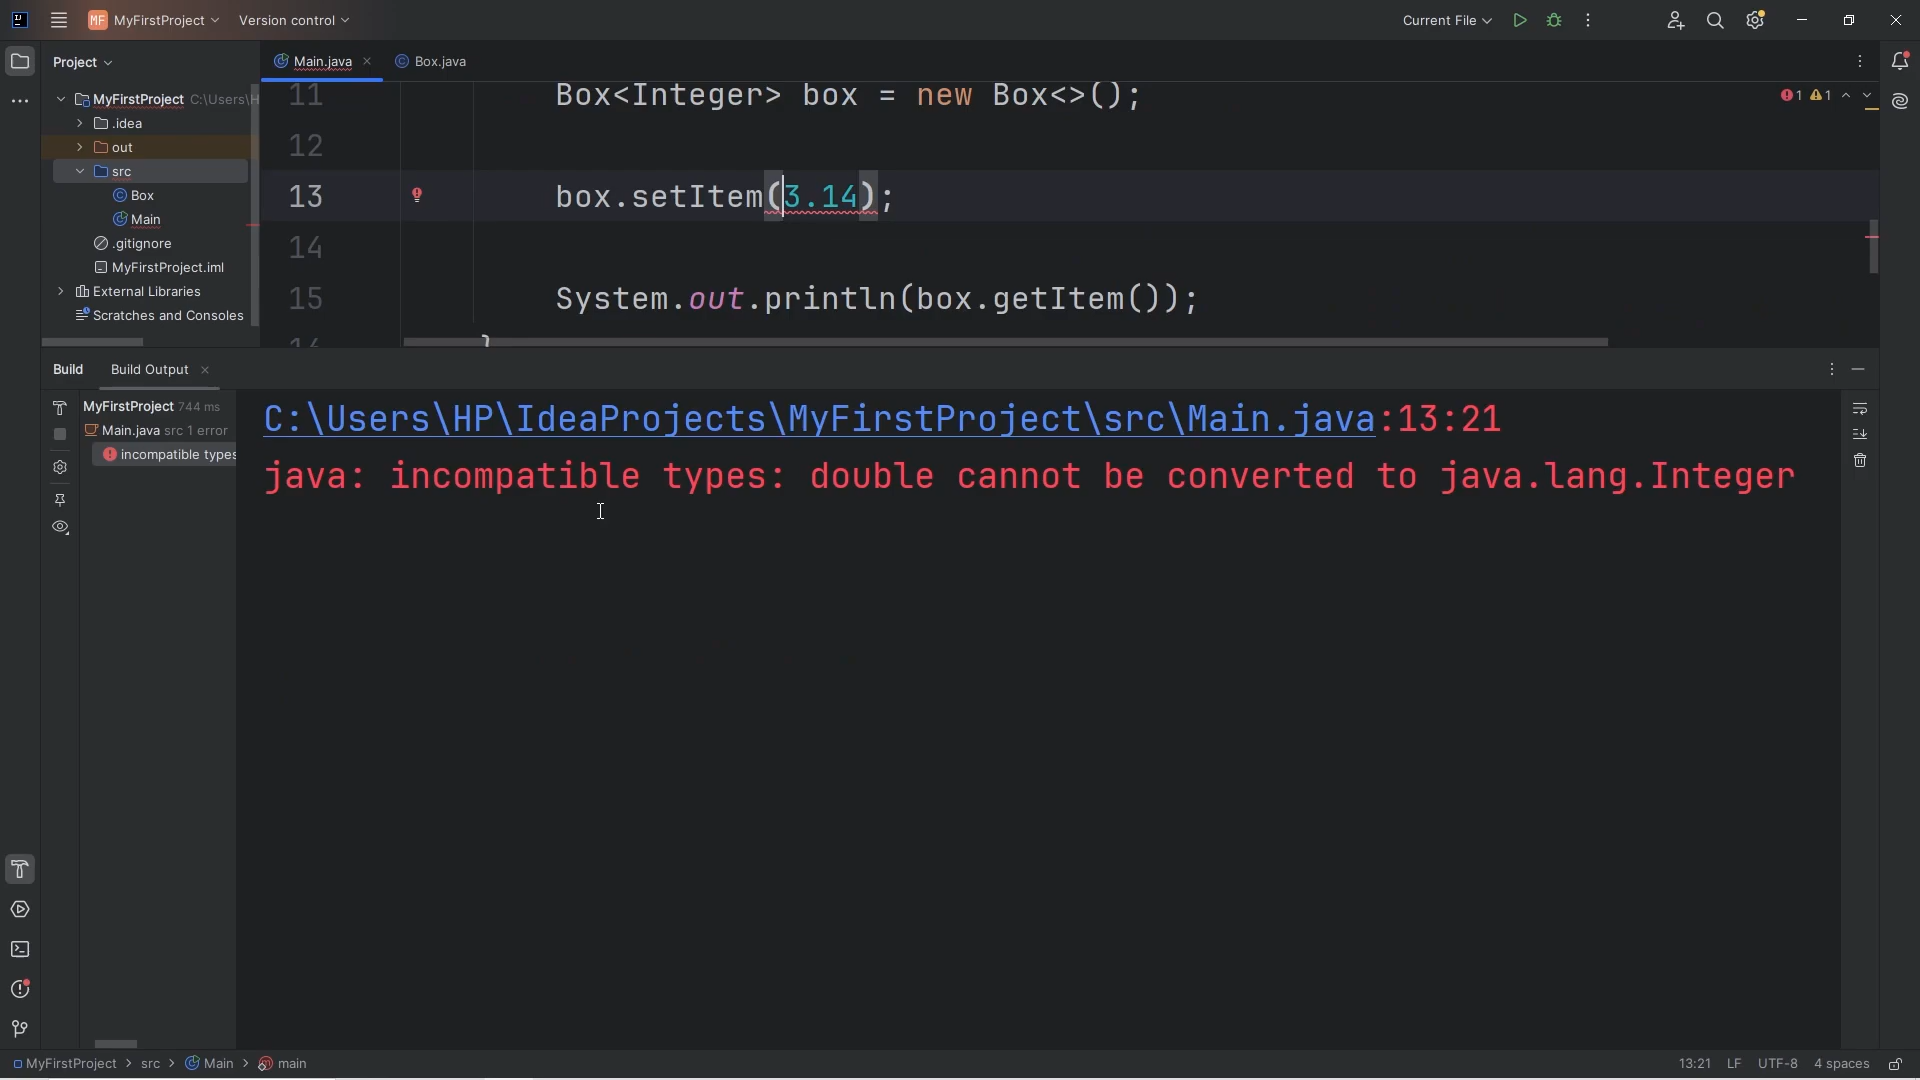 MF MyFirstProject Version control Current File
Project
Main.java Box.java
MyFirstProject C:\Users\H
.idea
out
src
Box
Main
.gitignore
MyFirstProject.iml
External Libraries
Scratches and Consoles
11 Box<Integer> box = new Box<>();
1 1
12
13 box.setItem(3.14);
14
15 System.out.println(box.getItem());
16 }
Build Build Output
MyFirstProject 744 ms
Main.java src 1 error
incompatible types
C:\Users\HP\IdeaProjects\MyFirstProject\src\Main.java:13:21
java: incompatible types: double cannot be converted to java.lang.Integer
MyFirstProject > src > Main > main 13:21 LF UTF-8 4 spaces